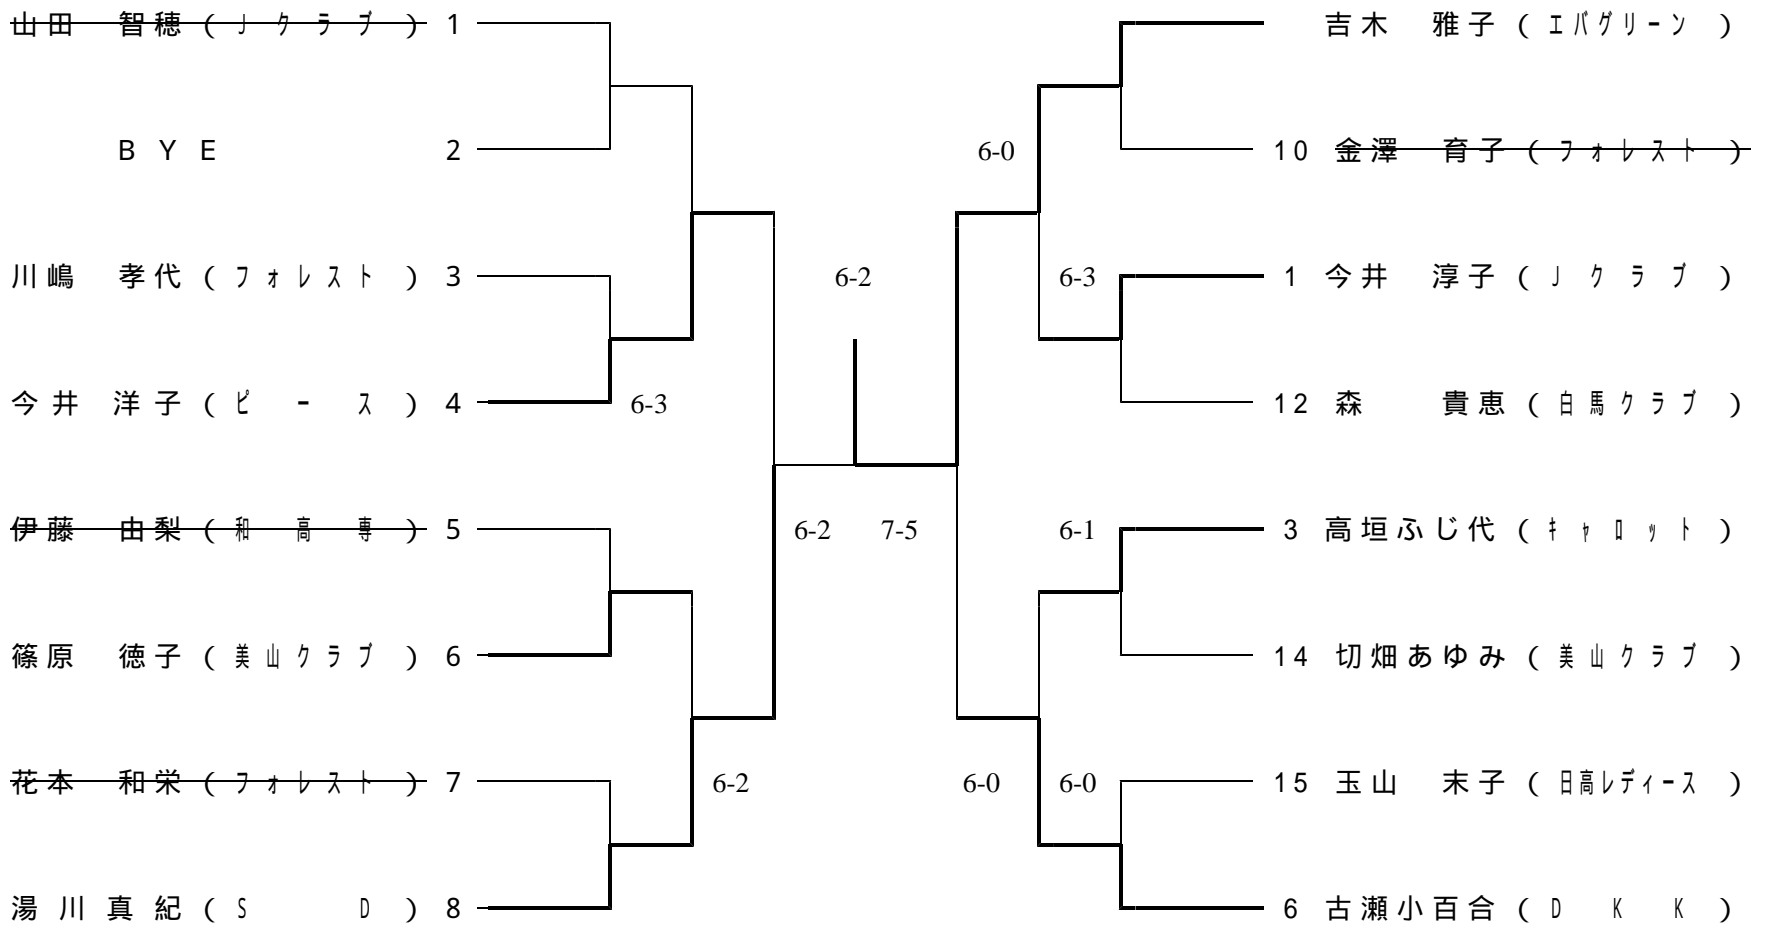 山田 智穂 ( J クラブ ) 1
吉木 雅子 ( エバグリーン )
BYE 2
6-0
10 金澤 育子 ( フォレスト )
川嶋 孝代 ( フォレスト ) 3
6-2
6-3
1 今井 淳子 ( J クラブ )
今井 洋子 ( ピース ) 4
6-3
12 森 貴恵 ( 白馬クラブ )
伊藤 由梨 ( 和高専 ) 5
6-2
7-5
6-1
3 高垣ふじ代 ( キャロット )
篠原 徳子 ( 美山クラブ ) 6
14 切畑あゆみ ( 美山クラブ )
花本 和栄 ( フォレスト ) 7
6-2
6-0
6-0
15 玉山 末子 ( 日高レディース )
湯川真紀 ( S D ) 8
6 古瀬小百合 ( D K K )